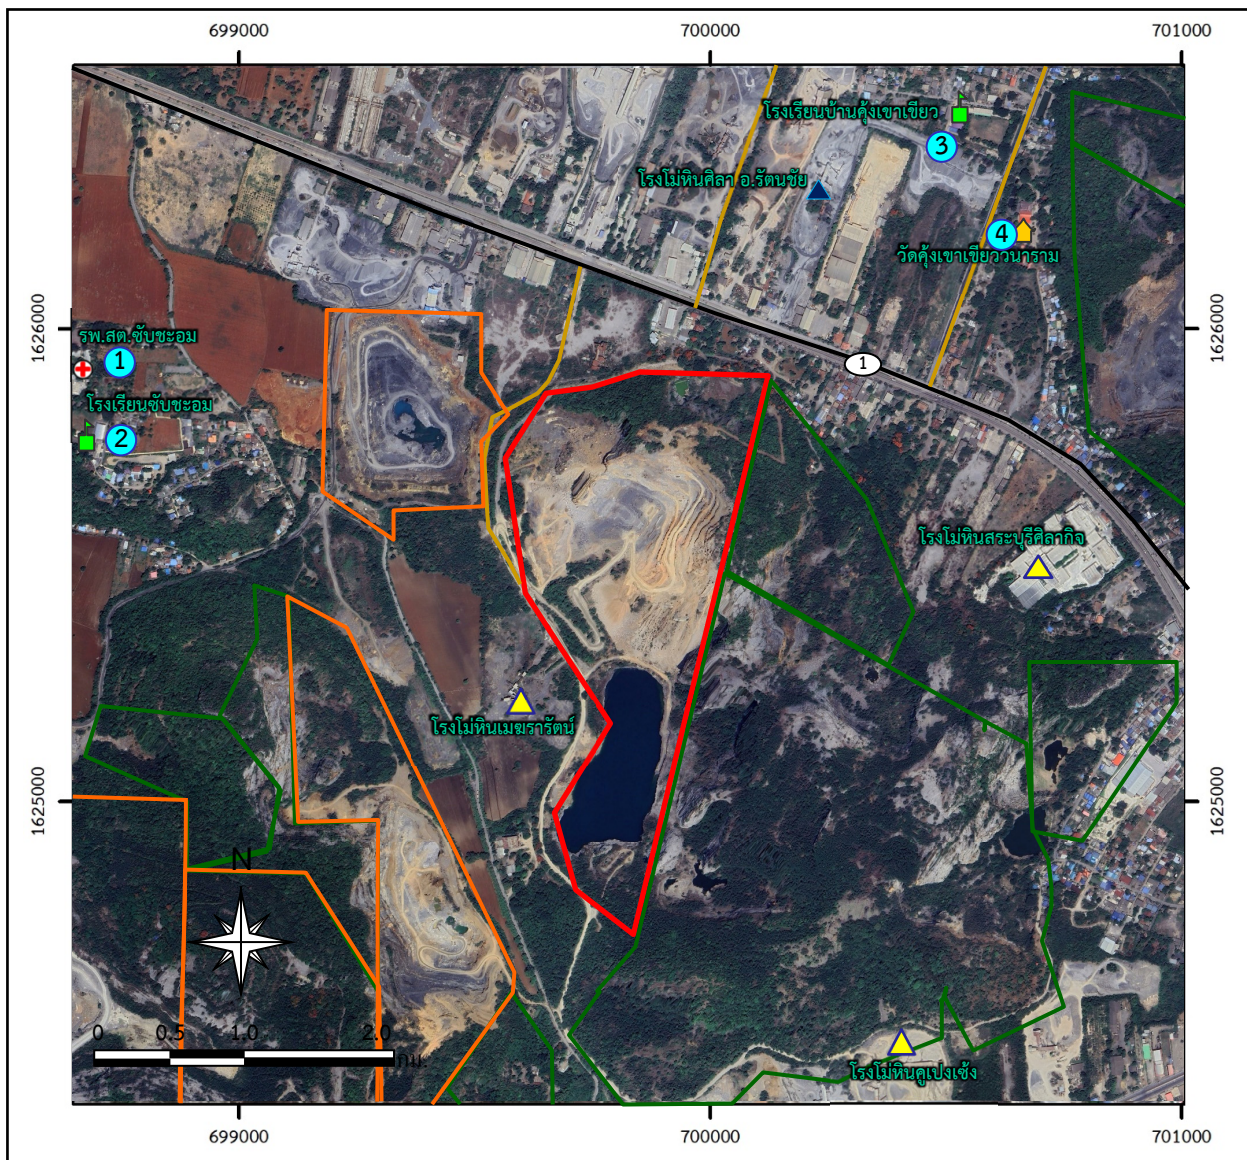 699000
700000
701000
โรงเรียนบ้านคุ้งเขาเขียว
3
โรงโม่หินศิลา อ.รัตนชัย
4
วัดคุ้งเขาเขียววนาราม
1626000
1626000
รพ.สต.ซับชะอม
1
1
โรงเรียนซับชะอม
2
โรงโม่หินสระบุรีศิลากิจ
โรงโม่หินเมฆรารัตน์
1625000
1625000
N
0 0.5 1.0 2.0
กม.
โรงโม่หินคูเปงเซ้ง
699000
700000
701000